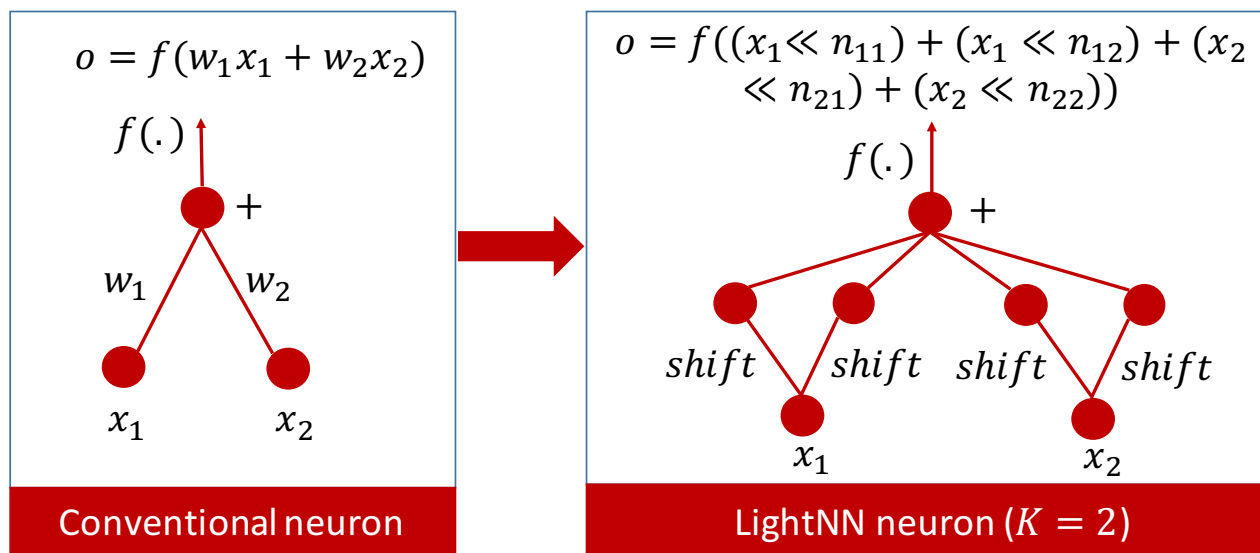 o = f(w₁x₁ + w₂x₂)
f(.)
+
w₁ w₂
x₁ x₂
Conventional neuron
o = f((x₁ ≪ n₁₁) + (x₁ ≪ n₁₂) + (x₂
≪ n₂₁) + (x₂ ≪ n₂₂))
f(.)
+
shift shift shift shift
x₁ x₂
LightNN neuron (K = 2)